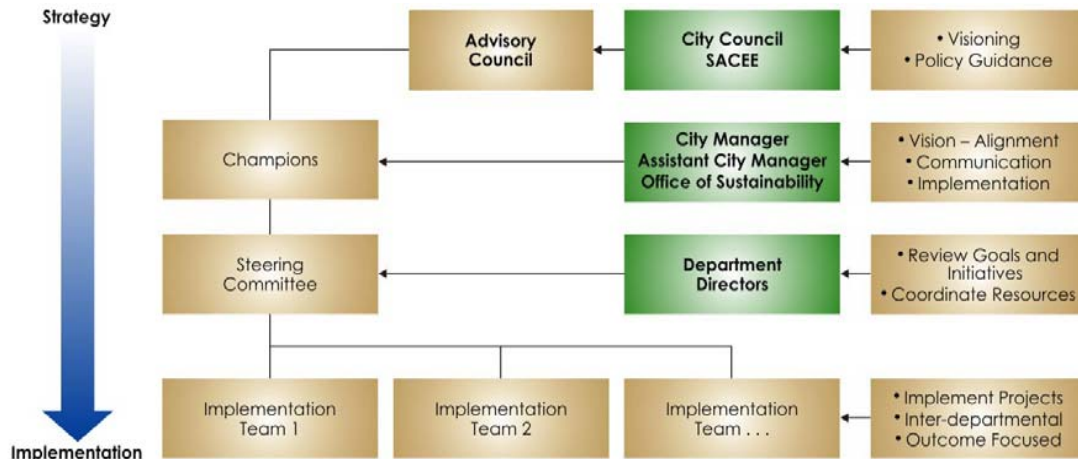 Strategy
Advisory
Council
City Council
SACEE
• Visioning
• Policy Guidance
Champions
City Manager
Assistant City Manager
Office of Sustainability
• Vision – Alignment
• Communication
• Implementation
Steering
Committee
Department
Directors
• Review Goals and
Initiatives
• Coordinate Resources
Implementation
Team 1
Implementation
Team 2
Implementation
Team . . .
• Implement Projects
• Inter-departmental
• Outcome Focused
Implementation